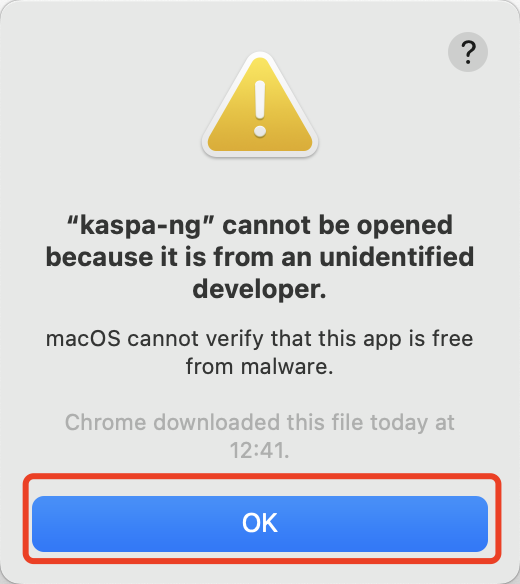 ?
“kaspa-ng” cannot be opened
because it is from an unidentified
developer.
macOS cannot verify that this app is free
from malware.
Chrome downloaded this file today at
12:41.
OK